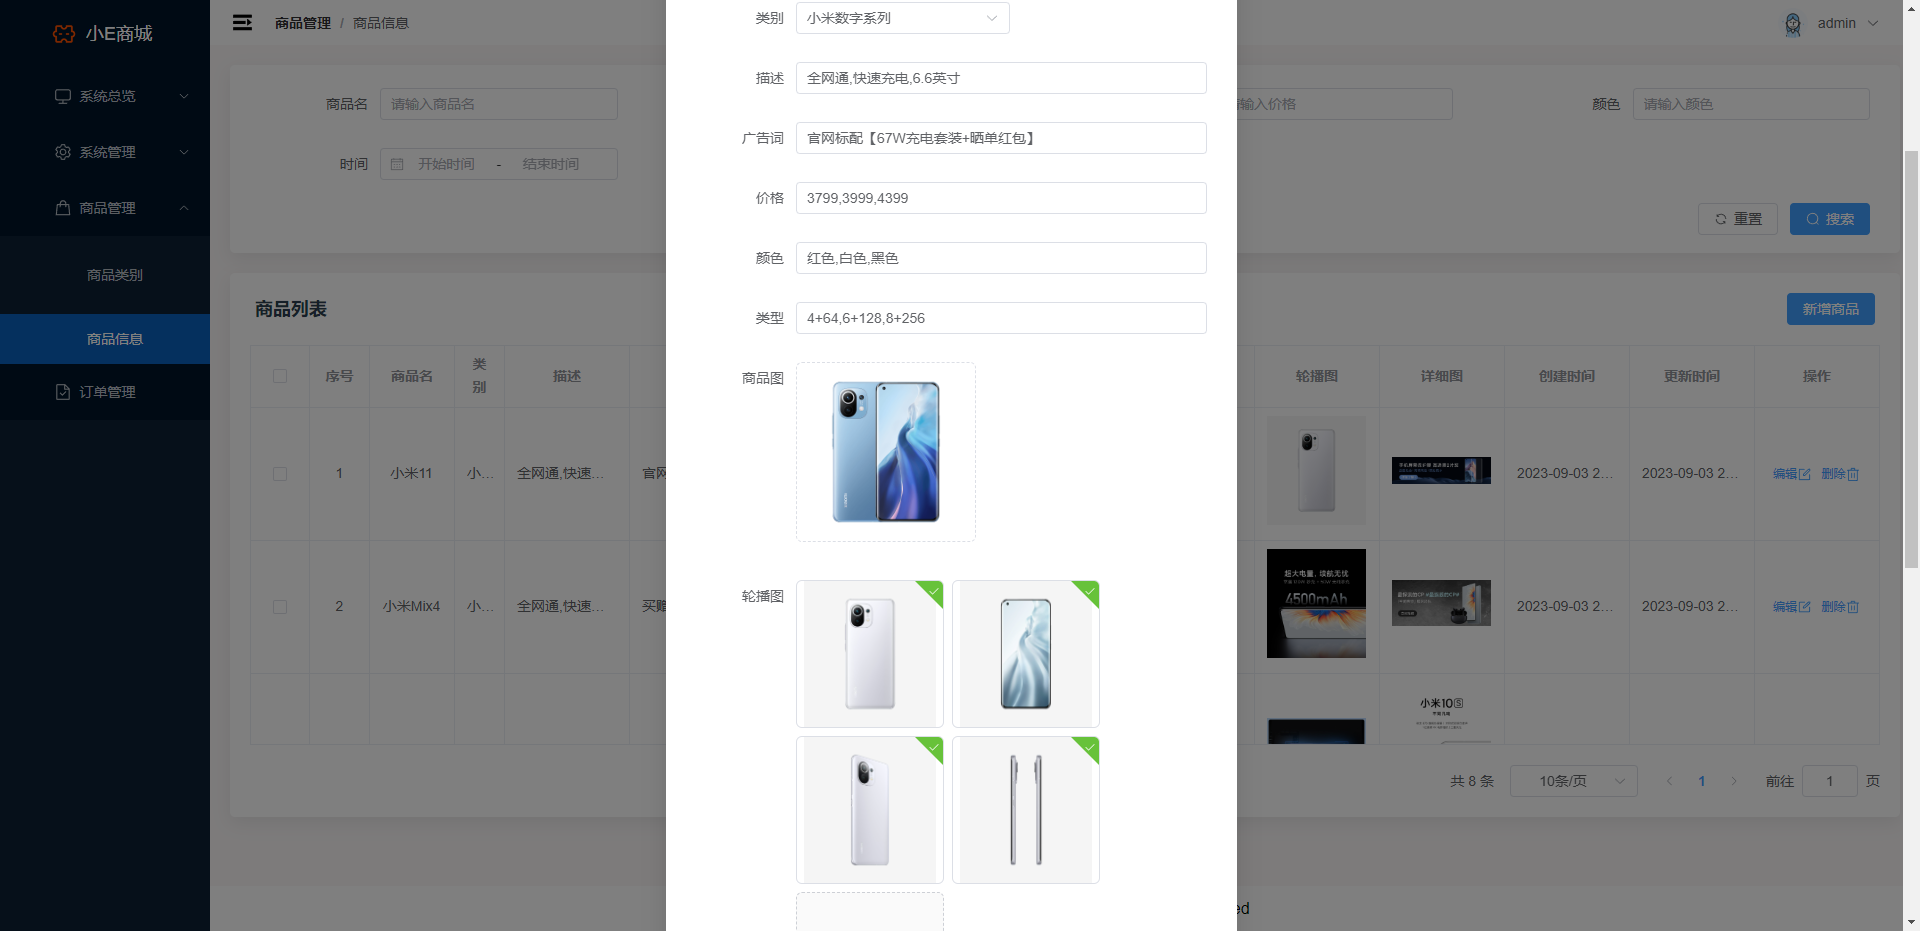 小E商城
系统总览
系统管理
商品管理
商品类别
商品信息
订单管理
商品管理 / 商品信息
admin
商品名 请输入商品名
输入价格
颜色 请输入颜色
时间 开始时间 - 结束时间
重置 搜索
商品列表
新增商品
序号 商品名 类别 描述
轮播图 详细图 创建时间 更新时间 操作
1 小米11 小... 全网通,快速... 官网
2023-09-03 2... 2023-09-03 2... 编辑 删除
2 小米Mix4 小... 全网通,快速... 买赠
超大电量, 续航无忧
4500mAh
2023-09-03 2... 2023-09-03 2... 编辑 删除
小米10S
共 8 条 10条/页 1 前往 1 页
ed
类别 小米数字系列
描述 全网通,快速充电,6.6英寸
广告词 官网标配【67W充电套装+晒单红包】
价格 3799,3999,4399
颜色 红色,白色,黑色
类型 4+64,6+128,8+256
商品图
轮播图